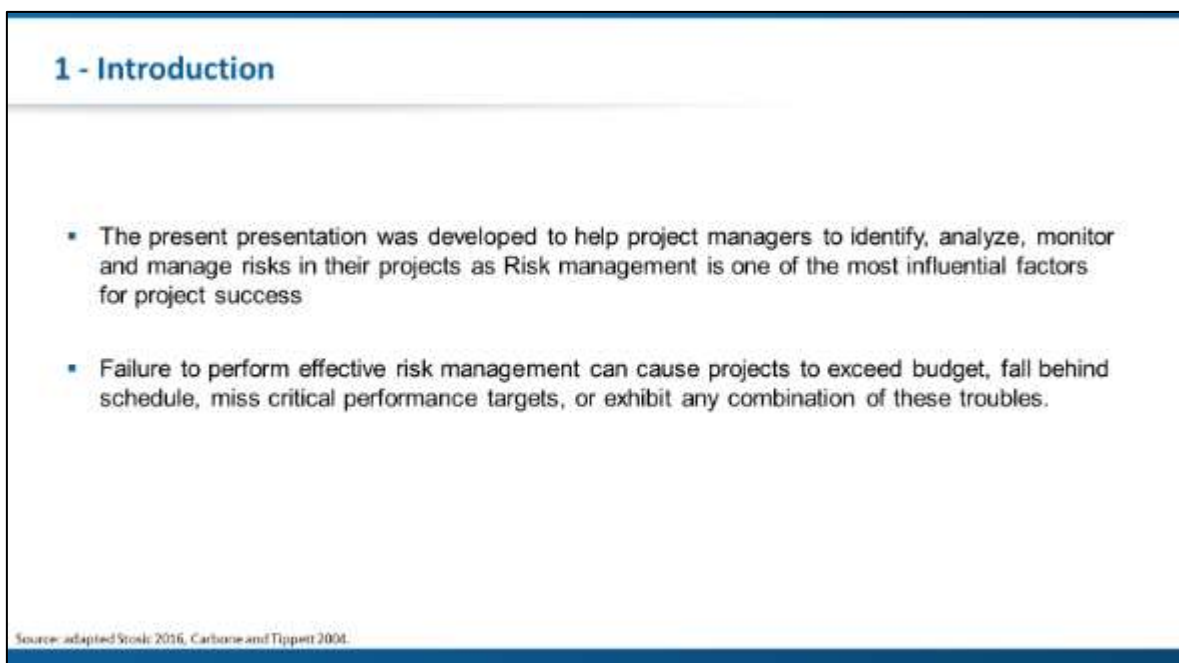 1 - Introduction
▪ The present presentation was developed to help project managers to identify, analyze, monitor
and manage risks in their projects as Risk management is one of the most influential factors
for project success
▪ Failure to perform effective risk management can cause projects to exceed budget, fall behind
schedule, miss critical performance targets, or exhibit any combination of these troubles.
Source: adapted Stosic 2016, Carbone and Tippett 2004.